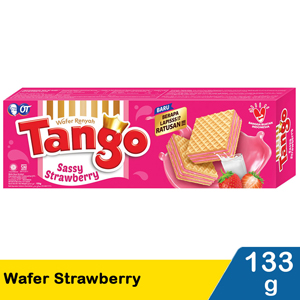 OT
Wafer Renyah
Tango
Sassy
Strawberry
BARU
BERAPA
LAPISSS?
RATUSAN
Wafer Strawberry
133
g